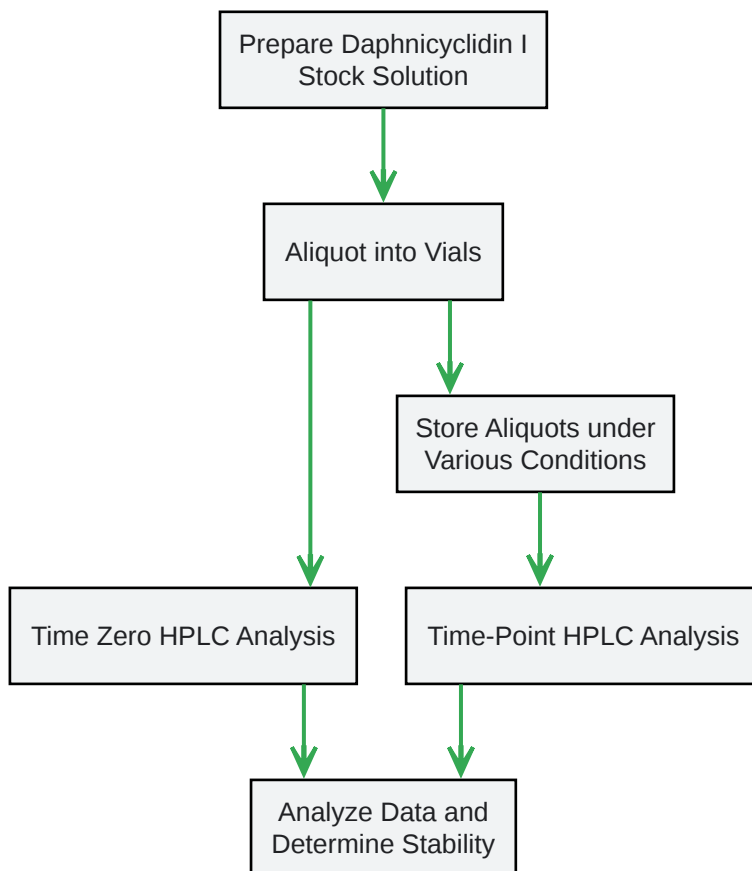 Prepare Daphnicyclidin I
Stock Solution
Aliquot into Vials
Store Aliquots under
Various Conditions
Time Zero HPLC Analysis
Time-Point HPLC Analysis
Analyze Data and
Determine Stability